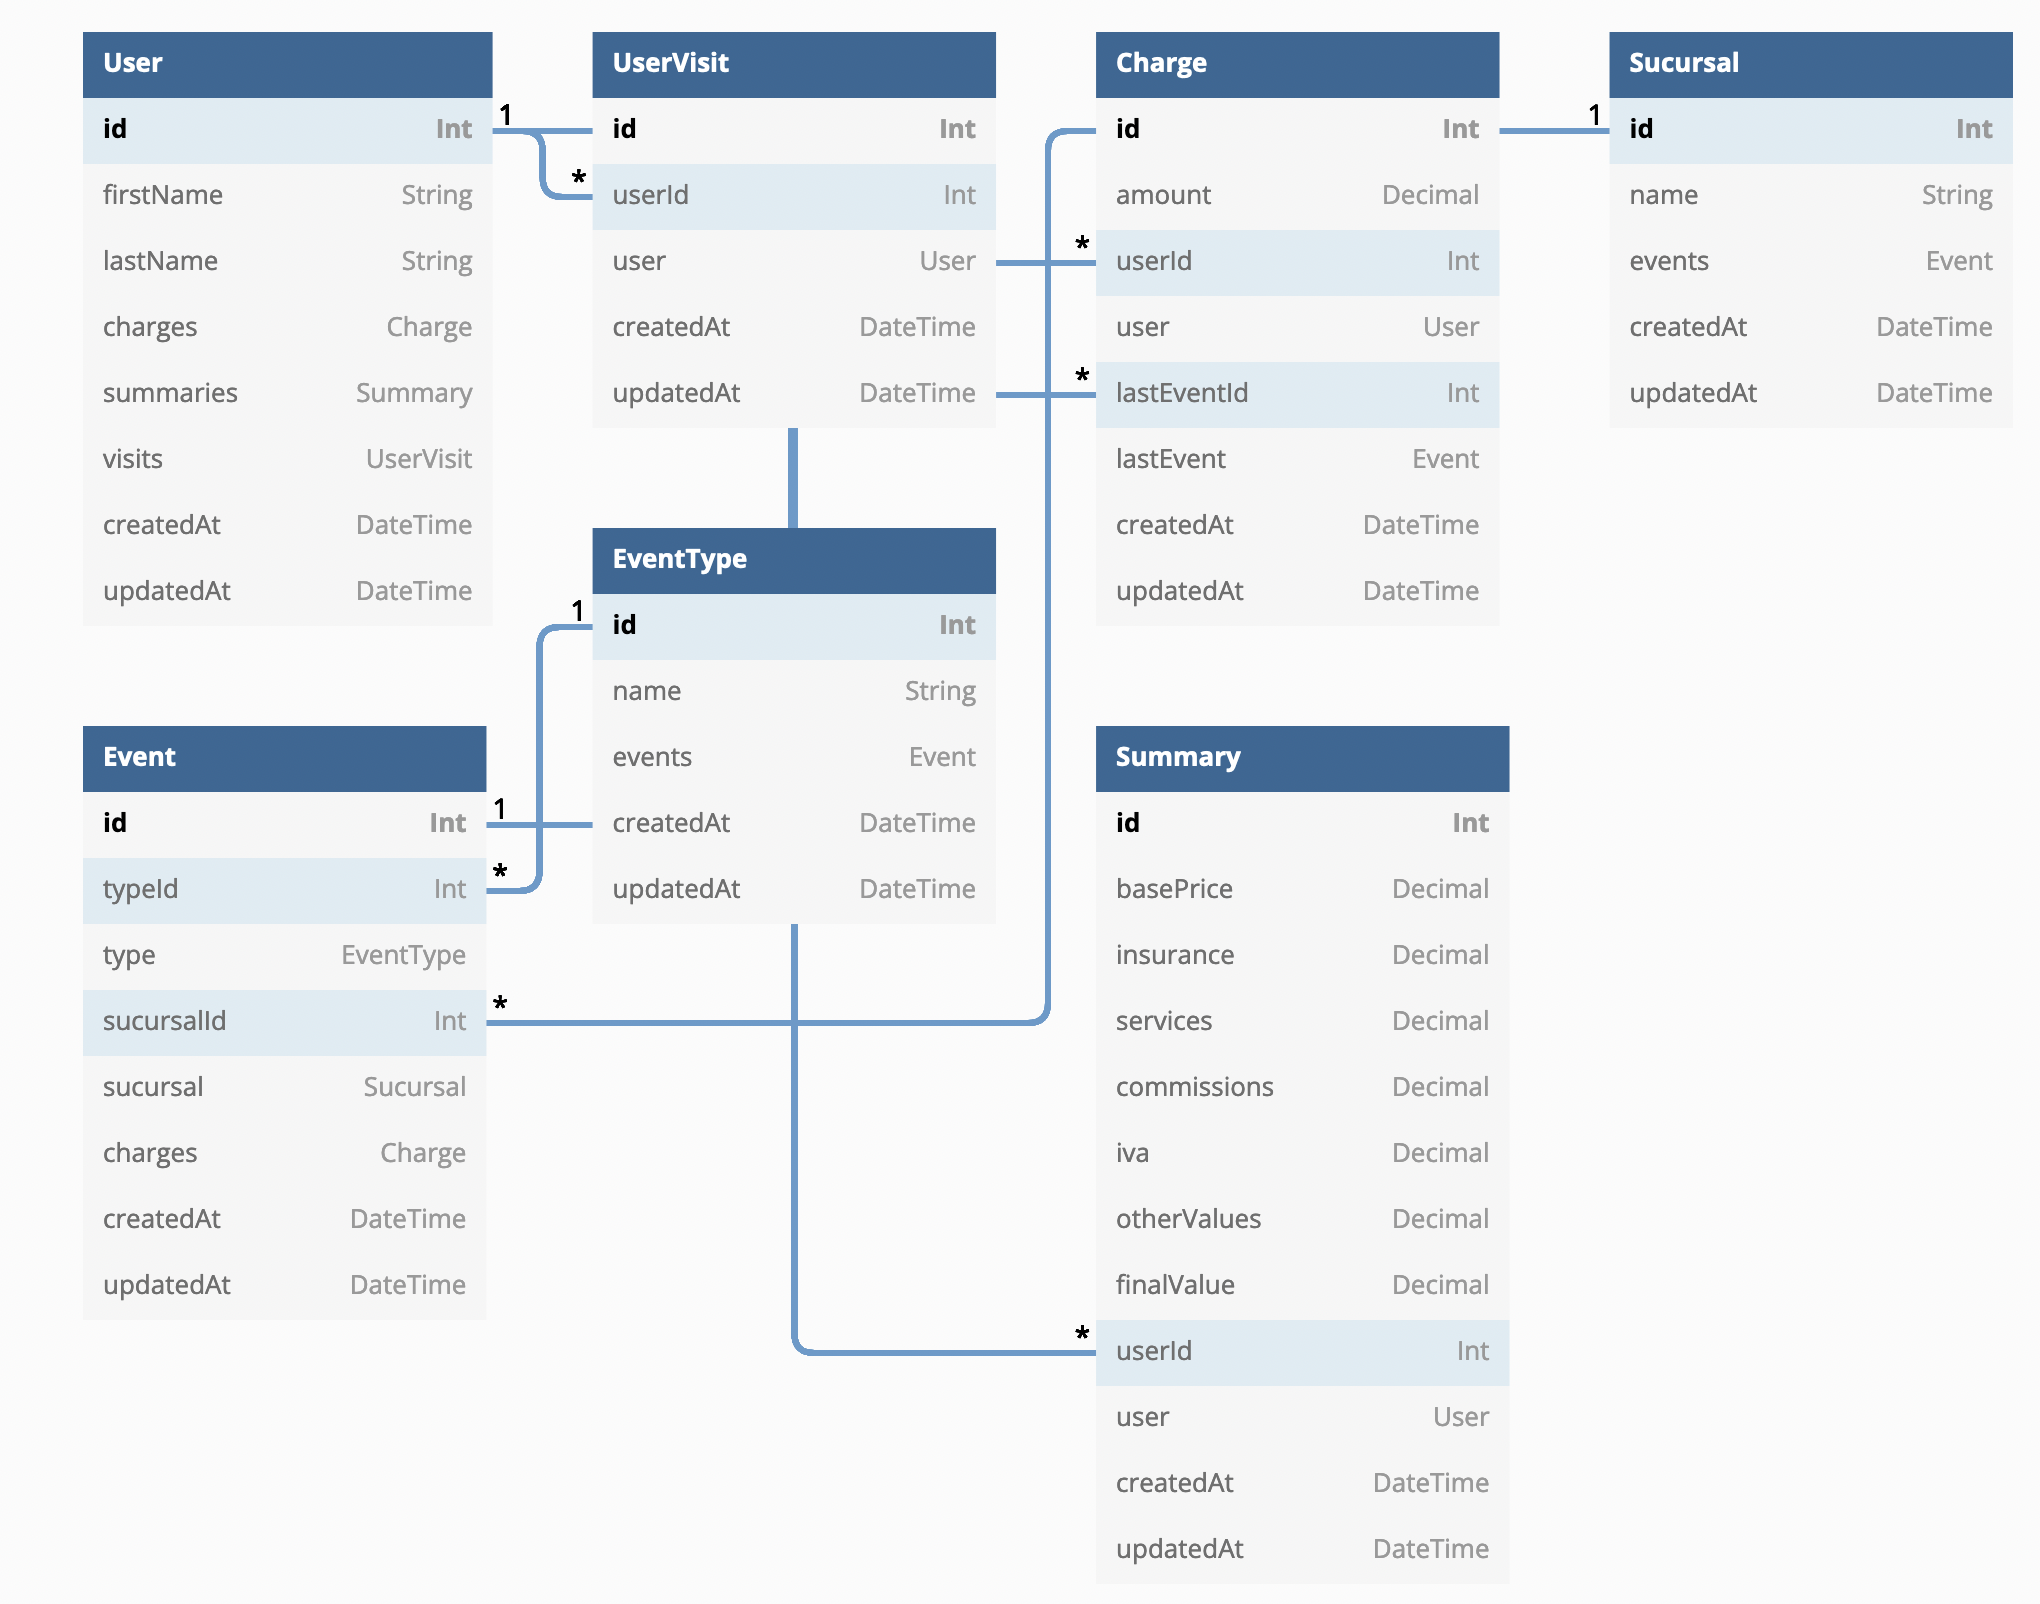 User
id Int
firstName String
lastName String
charges Charge
summaries Summary
visits UserVisit
createdAt DateTime
updatedAt DateTime
1
*
UserVisit
id Int
userId Int
user User
createdAt DateTime
updatedAt DateTime
*
*
Charge
id Int
amount Decimal
userId Int
user User
lastEventId Int
lastEvent Event
createdAt DateTime
updatedAt DateTime
1
Sucursal
id Int
name String
events Event
createdAt DateTime
updatedAt DateTime
1
EventType
id Int
name String
events Event
createdAt DateTime
updatedAt DateTime
Event
id Int
typeId Int
type EventType
sucursalId Int
sucursal Sucursal
charges Charge
createdAt DateTime
updatedAt DateTime
1
*
*
*
Summary
id Int
basePrice Decimal
insurance Decimal
services Decimal
commissions Decimal
iva Decimal
otherValues Decimal
finalValue Decimal
userId Int
user User
createdAt DateTime
updatedAt DateTime